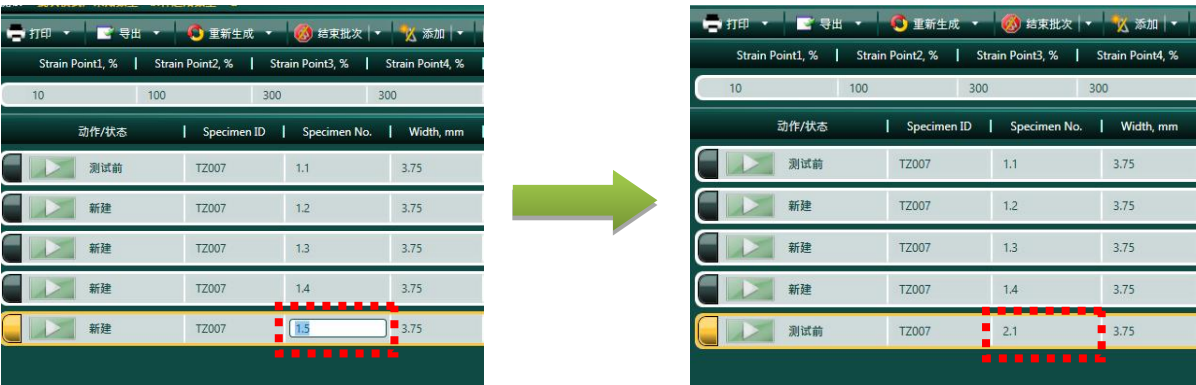 打印 导出 重新生成 结束批次 添加
Strain Point1, % Strain Point2, % Strain Point3, % Strain Point4, %
10 100 300 300
动作/状态 Specimen ID Specimen No. Width, mm
测试前 TZ007 1.1 3.75
新建 TZ007 1.2 3.75
新建 TZ007 1.3 3.75
新建 TZ007 1.4 3.75
新建 TZ007 1.5 3.75
打印 导出 重新生成 结束批次 添加
Strain Point1, % Strain Point2, % Strain Point3, % Strain Point4, %
10 100 300 300
动作/状态 Specimen ID Specimen No. Width, mm
测试前 TZ007 1.1 3.75
新建 TZ007 1.2 3.75
新建 TZ007 1.3 3.75
新建 TZ007 1.4 3.75
测试前 TZ007 2.1 3.75